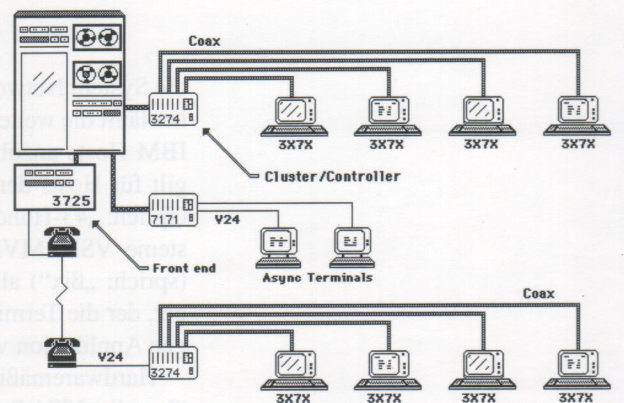 Coax
3274
3X7X
3X7X
3X7X
3X7X
Cluster/Controller
3725
7171
V24
Front end
Async Terminals
Coax
V24
3274
3X7X
3X7X
3X7X
3X7X